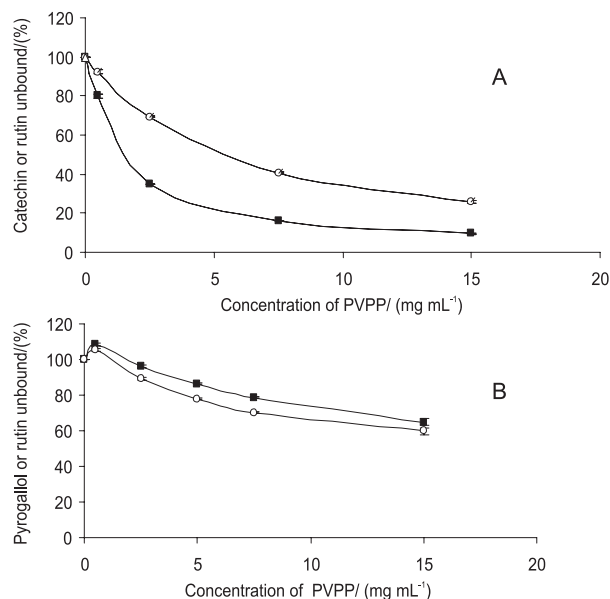 120
100
80
60
40
20
0
Catechin or rutin unbound/(%)
A
0 5 10 15 20
Concentration of PVPP/ (mg mL⁻¹)
120
100
80
60
40
20
0
Pyrogallol or rutin unbound/(%)
B
0 5 10 15 20
Concentration of PVPP/ (mg mL⁻¹)